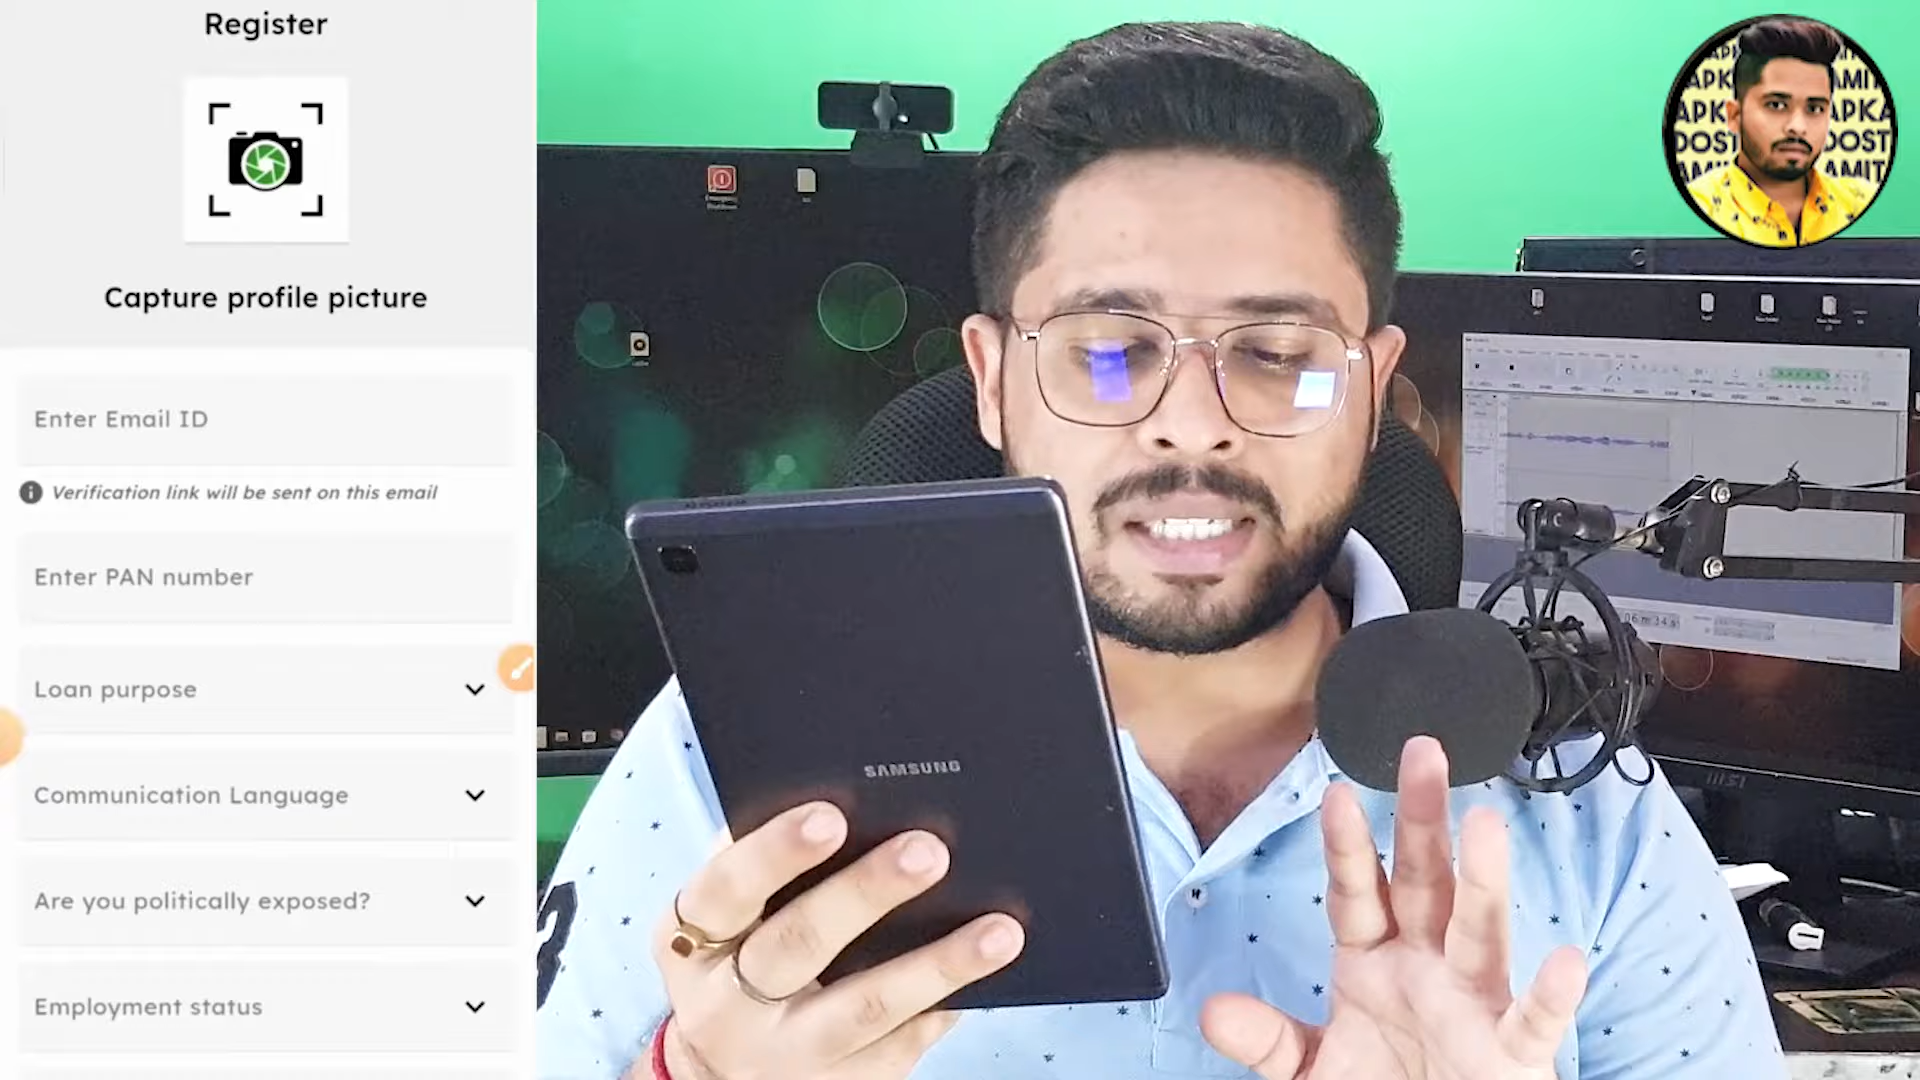 Register
Capture profile picture
Enter Email ID
Verification link will be sent on this email
Enter PAN number
Loan purpose
Communication Language
Are you politically exposed?
Employment status
SAMSUNG
APKA
DOST
AMIT